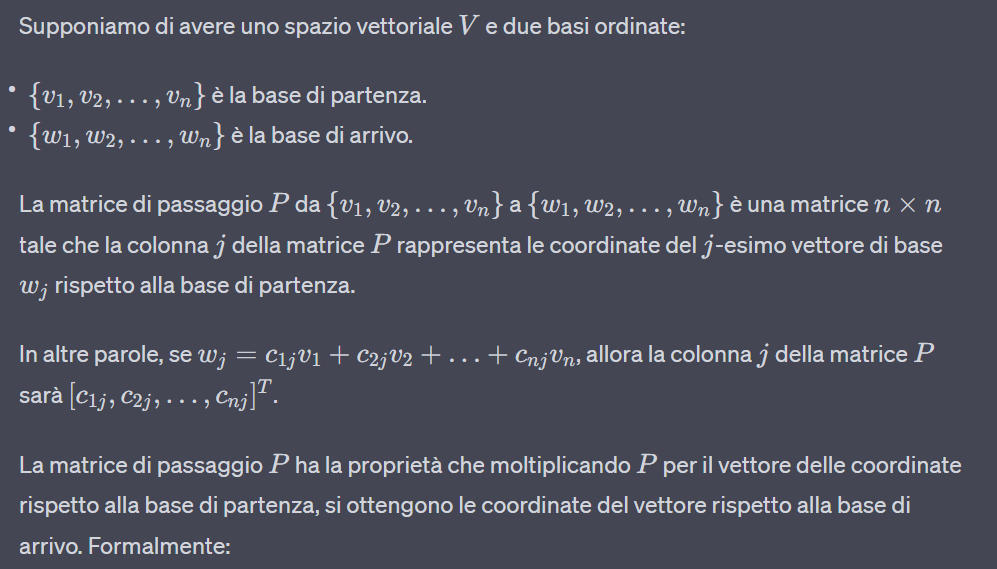 Supponiamo di avere uno spazio vettoriale V e due basi ordinate:
• {v₁, v₂, . . . , vₙ} è la base di partenza.
• {w₁, w₂, . . . , wₙ} è la base di arrivo.
La matrice di passaggio P da {v₁, v₂, . . . , vₙ} a {w₁, w₂, . . . , wₙ} è una matrice n × n
tale che la colonna j della matrice P rappresenta le coordinate del j-esimo vettore di base
wⱼ rispetto alla base di partenza.
In altre parole, se wⱼ = c₁ⱼv₁ + c₂ⱼv₂ + . . . + cₙⱼvₙ, allora la colonna j della matrice P
sarà [c₁ⱼ, c₂ⱼ, . . . , cₙⱼ]ᵀ.
La matrice di passaggio P ha la proprietà che moltiplicando P per il vettore delle coordinate
rispetto alla base di partenza, si ottengono le coordinate del vettore rispetto alla base di
arrivo. Formalmente: